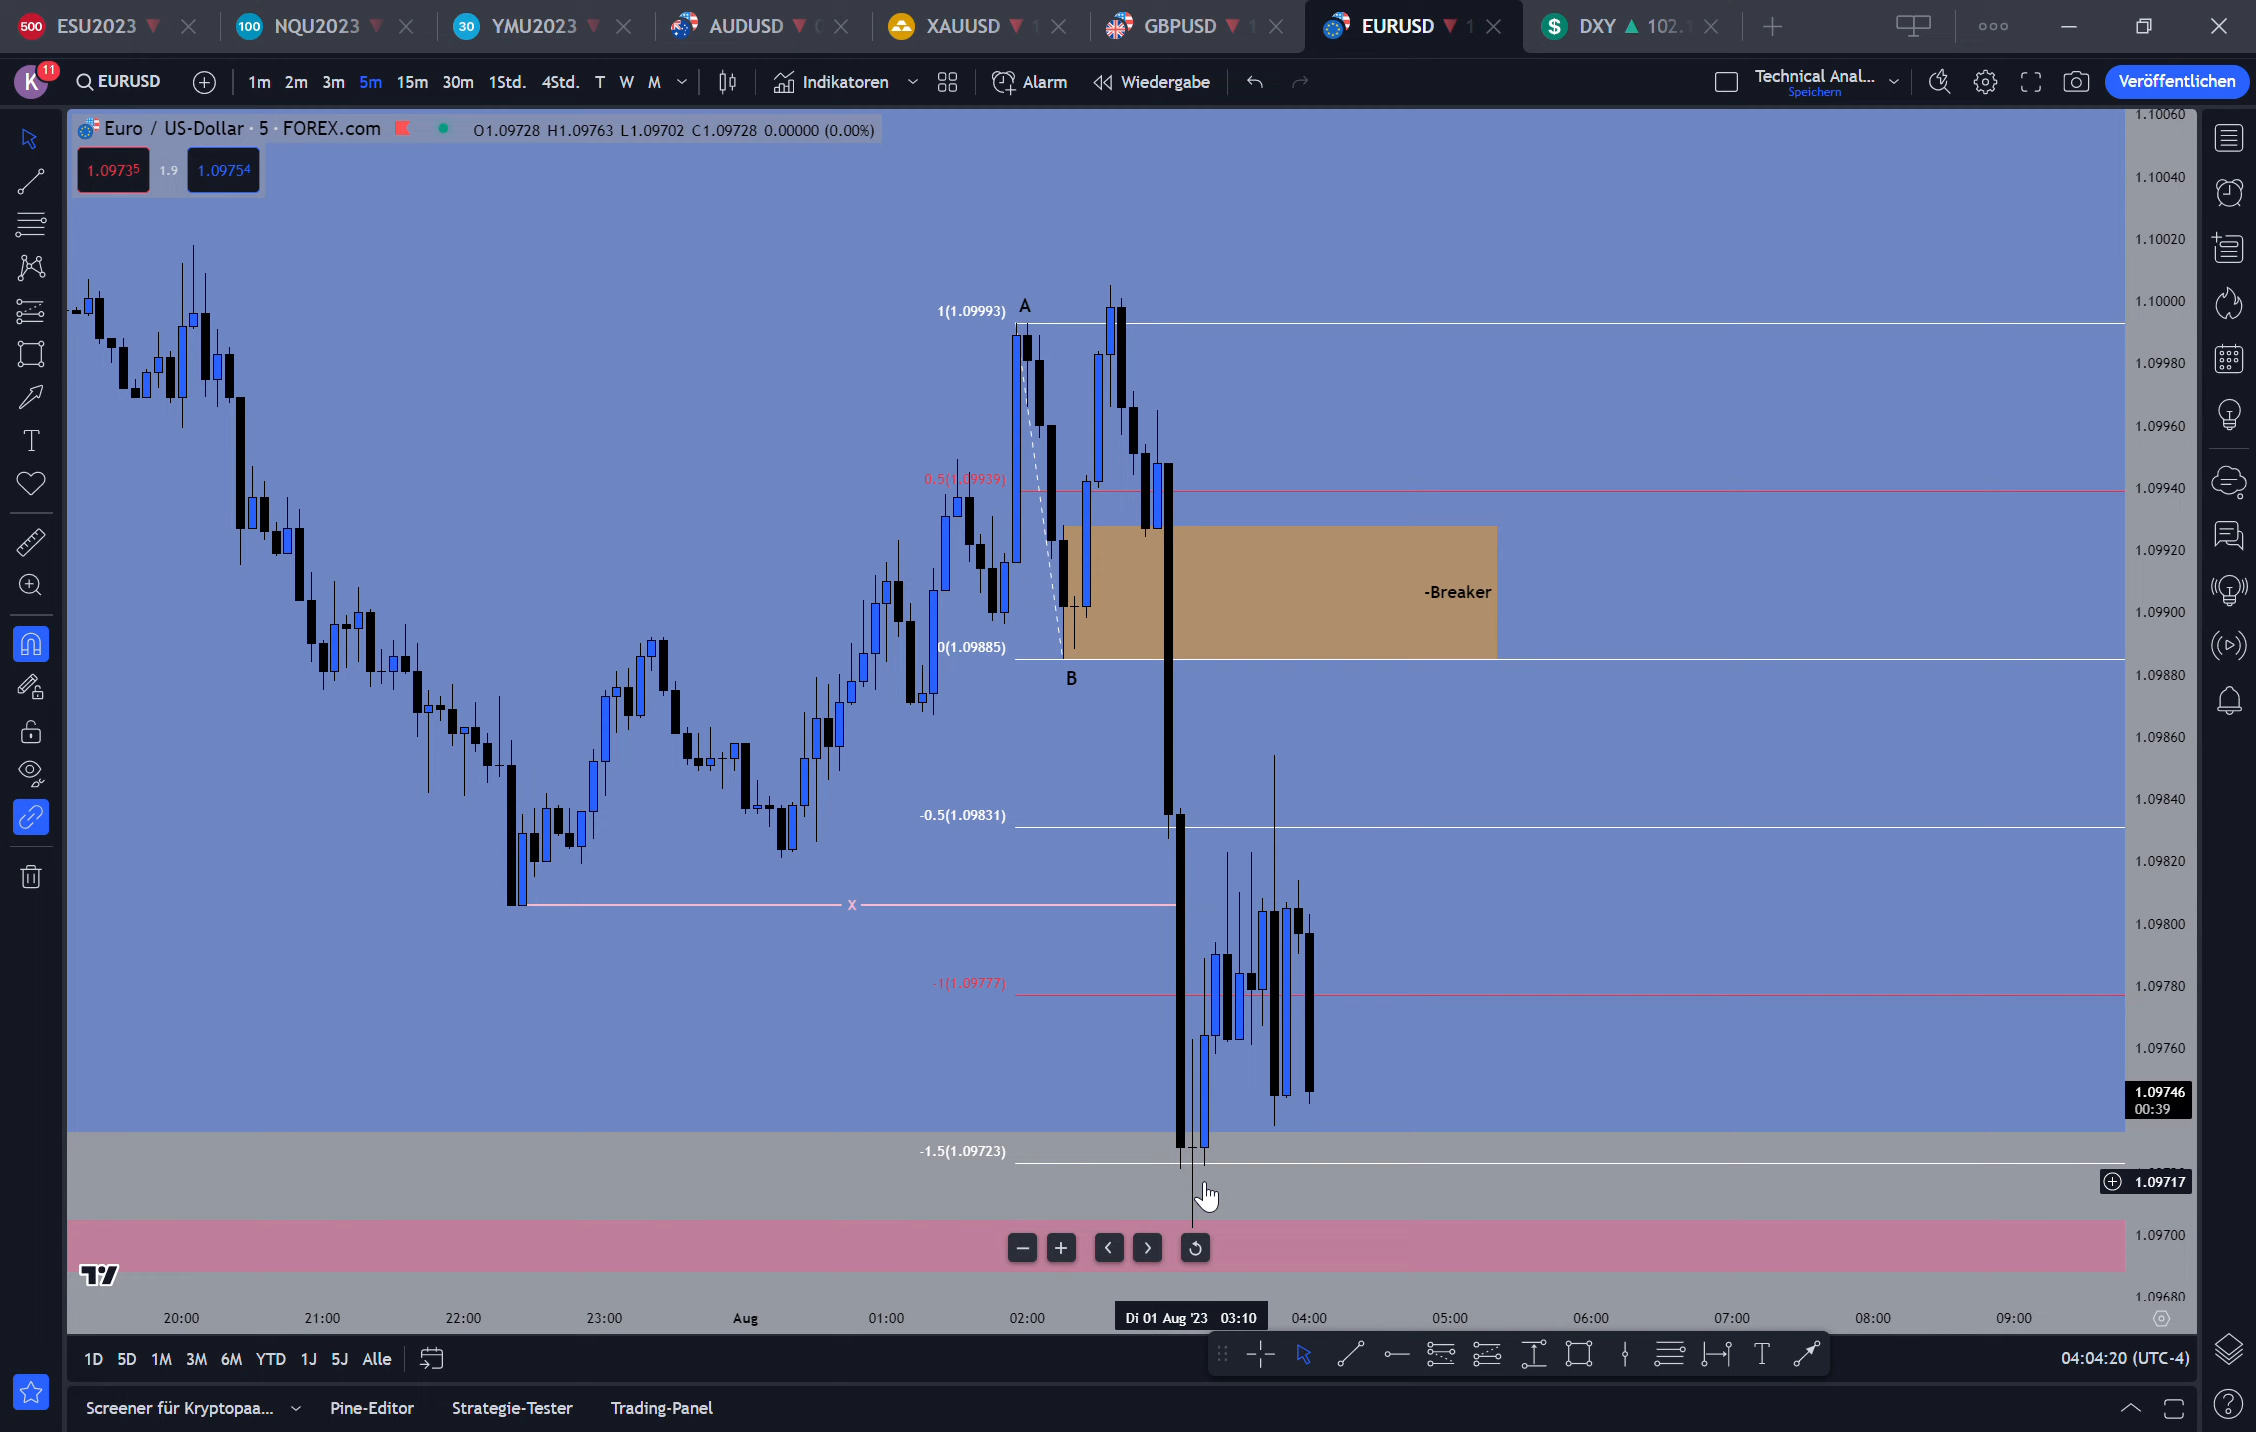 500 ESU2023
100 NQU2023
30 YMU2023
AUDUSD
XAUUSD 1
GBPUSD 1
EURUSD 1
DXY 102.
K 11 EURUSD 1m 2m 3m 5m 15m 30m 1Std. 4Std. T W M Indikatoren Alarm Wiedergabe Technical Anal... Veröffentlichen
Speichern
Euro / US-Dollar · 5 · FOREX.com O1.09728 H1.09763 L1.09702 C1.09728 0.00000 (0.00%)
1.09735 1.9 1.09754
1.10060
1.10040
1.10020
1.10000
1.09980
1.09960
1.09940
1.09920
1.09900
1.09880
1.09860
1.09840
1.09820
1.09800
1.09780
1.09760
1.09746
00:39
1.09717
1.09700
1.09680
1(1.09993) A
0.5(1.09939)
-Breaker
0(1.09885)
B
-0.5(1.09831)
x
-1(1.09777)
-1.5(1.09723)
20:00 21:00 22:00 23:00 Aug 01:00 02:00 Di 01 Aug '23 03:10 04:00 05:00 06:00 07:00 08:00 09:00
1D 5D 1M 3M 6M YTD 1J 5J Alle 04:04:20 (UTC-4)
Screener für Kryptopaa... Pine-Editor Strategie-Tester Trading-Panel